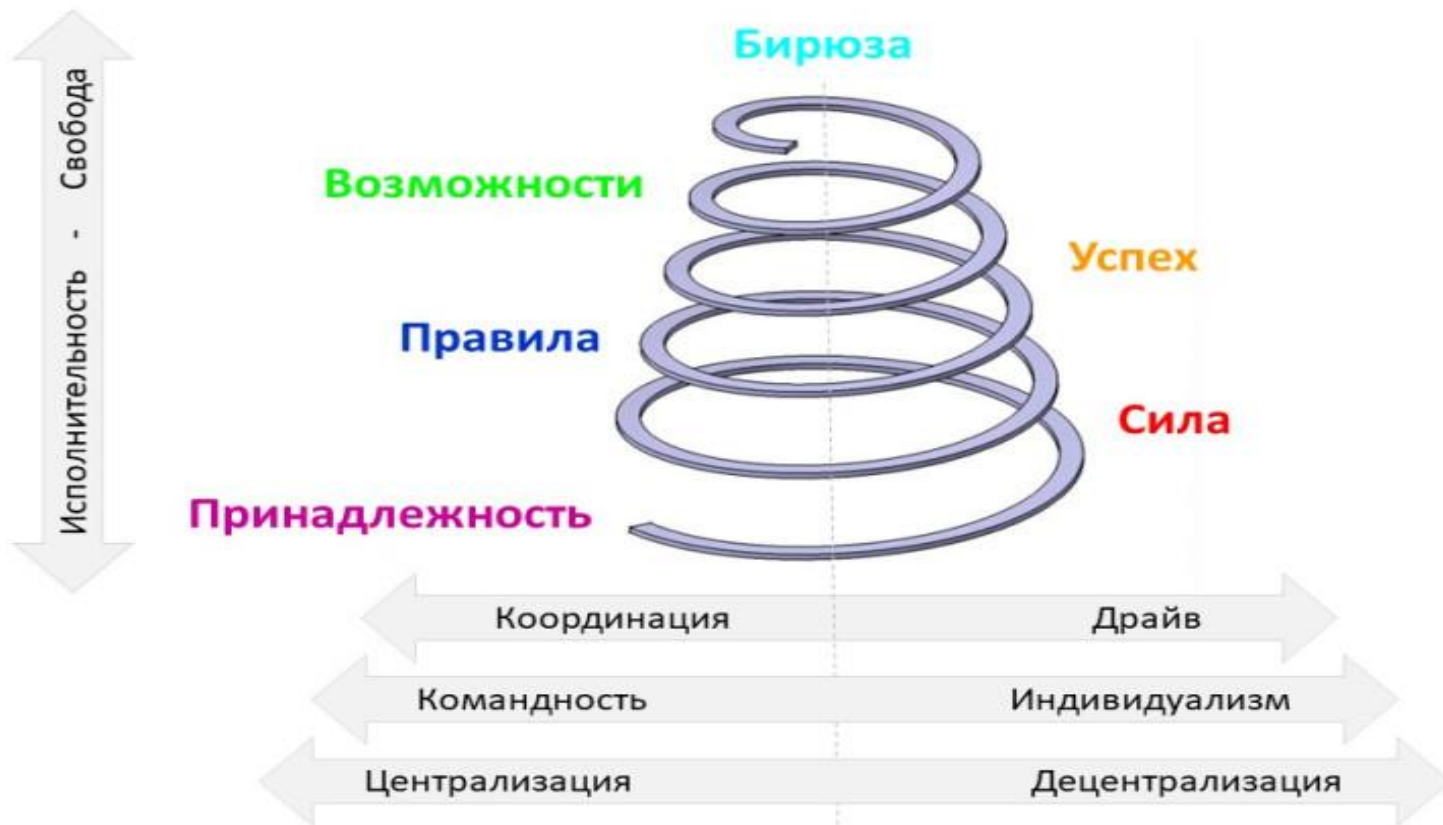 Бирюза
Исполнительность - Свобода
Возможности
Успех
Правила
Сила
Принадлежность
Координация Драйв
Командность Индивидуализм
Централизация Децентрализация